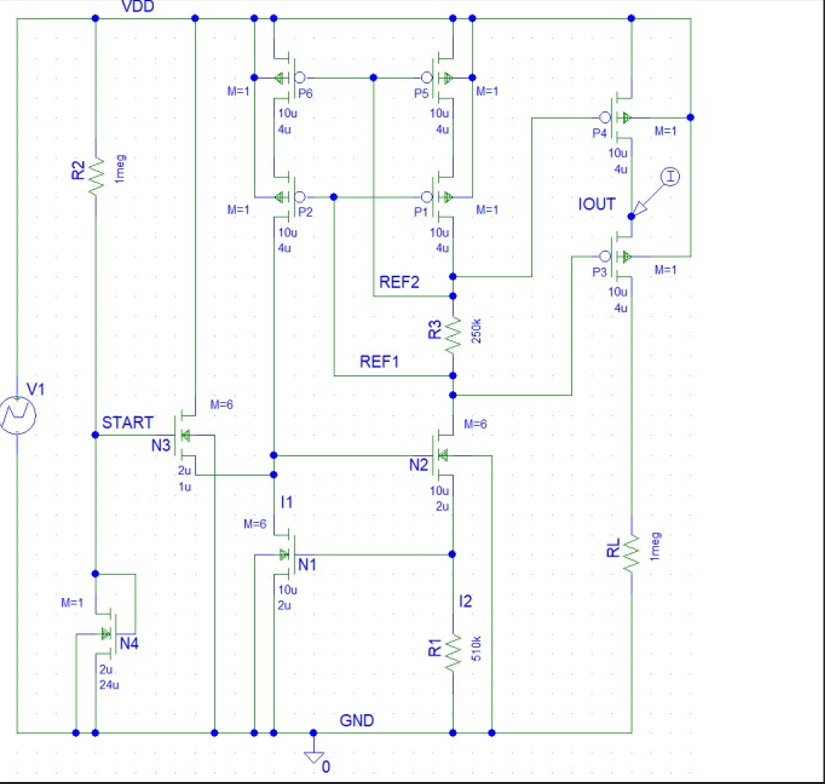 VDD
M=1
P6
10u
4u
P5
M=1
10u
4u
R2
1meg
P4
M=1
10u
4u
M=1
P2
10u
4u
P1
M=1
10u
4u
IOUT
I
P3
M=1
10u
4u
REF2
R3
250k
REF1
V1
START
N3
M=6
2u
1u
M=6
N2
10u
2u
I1
M=6
N1
10u
2u
RL
1meg
M=1
N4
2u
24u
I2
R1
510k
GND
0